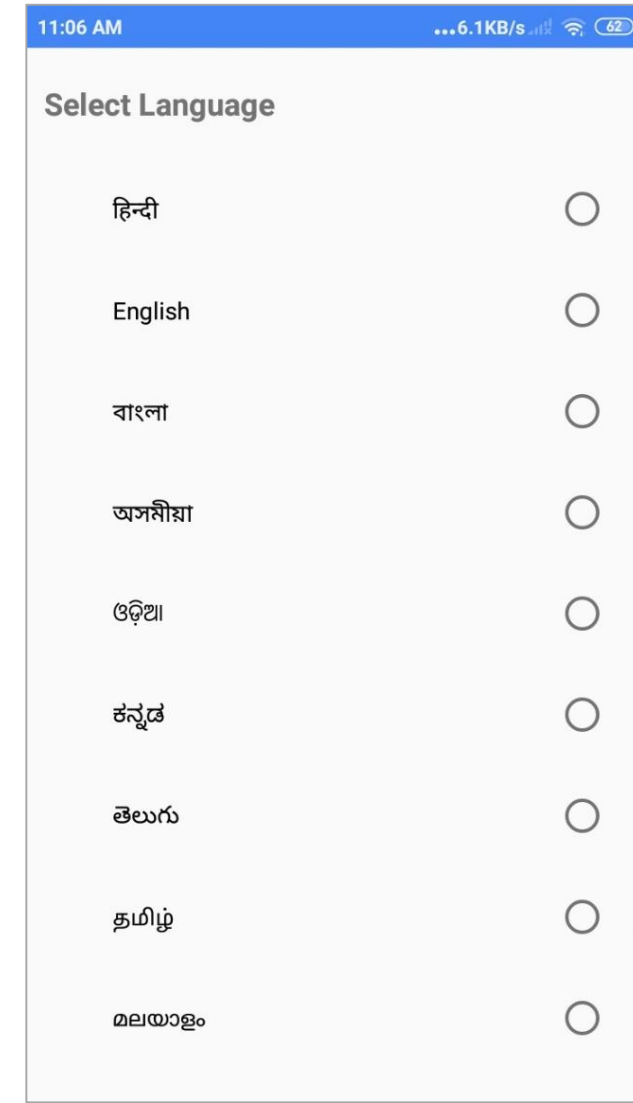 11:06 AM ...6.1KB/s 62
Select Language
हिन्दी
English
বাংলা
অসমীয়া
ଓଡ଼ିଆ
ಕನ್ನಡ
తెలుగు
தமிழ்
മലയാളം